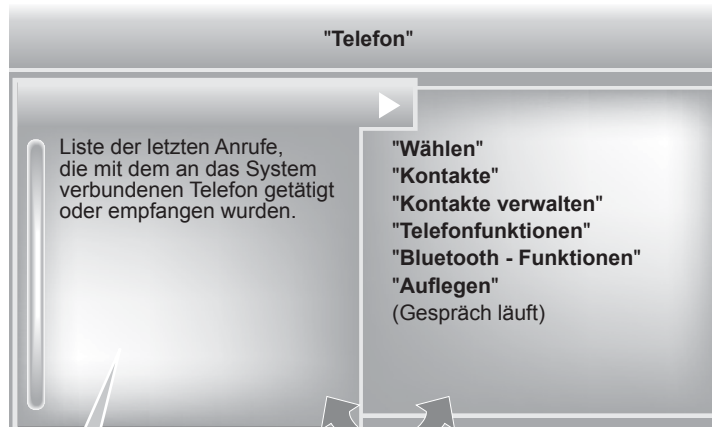 "Telefon"
Liste der letzten Anrufe,
die mit dem an das System
verbundenen Telefon getätigt
oder empfangen wurden.
"Wählen"
"Kontakte"
"Kontakte verwalten"
"Telefonfunktionen"
"Bluetooth - Funktionen"
"Auflegen"
(Gespräch läuft)